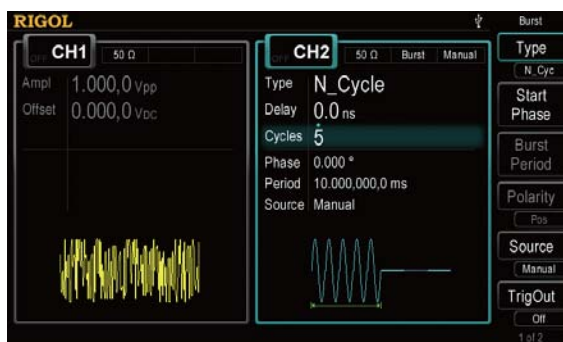 RIGOL
Burst
OFF CH1 50 Ω
Ampl 1.000,0 Vpp
Offset 0.000,0 VDC
OFF CH2 50 Ω Burst Manual
Type N_Cycle
Delay 0.0 ns
Cycles 5
Phase 0.000 °
Period 10.000,000,0 ms
Source Manual
Type
N_Cyc
Start
Phase
Burst
Period
Polarity
Pos
Source
Manual
TrigOut
Off
1 of 2